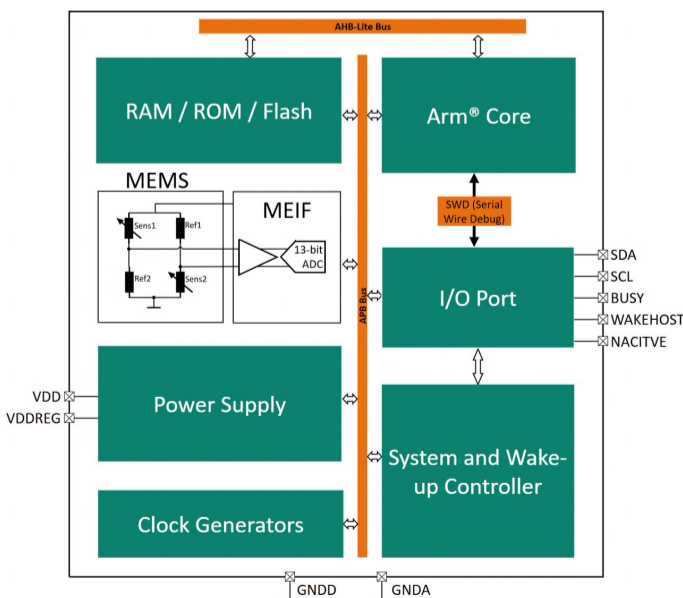 AHB-Lite Bus
RAM / ROM / Flash
Arm® Core
MEMS
MEIF
SWD (Serial
Wire Debug)
Sens1
Ref1
13-bit
ADC
Ref2
Sens2
APB Bus
I/O Port
SDA
SCL
BUSY
WAKEHOST
NACITVE
VDD
VDDREG
Power Supply
System and Wake-
up Controller
Clock Generators
GNDD
GNDA